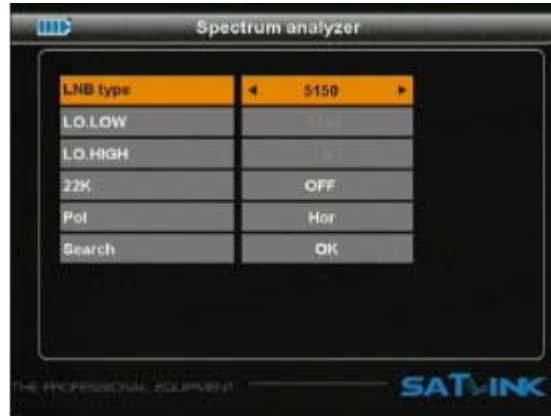 Spectrum analyzer
LNB type 5150
LO.LOW
LO.HIGH
22K OFF
Pol Hor
Search OK
THE PROFESSIONAL EQUIPMENT
SATLINK